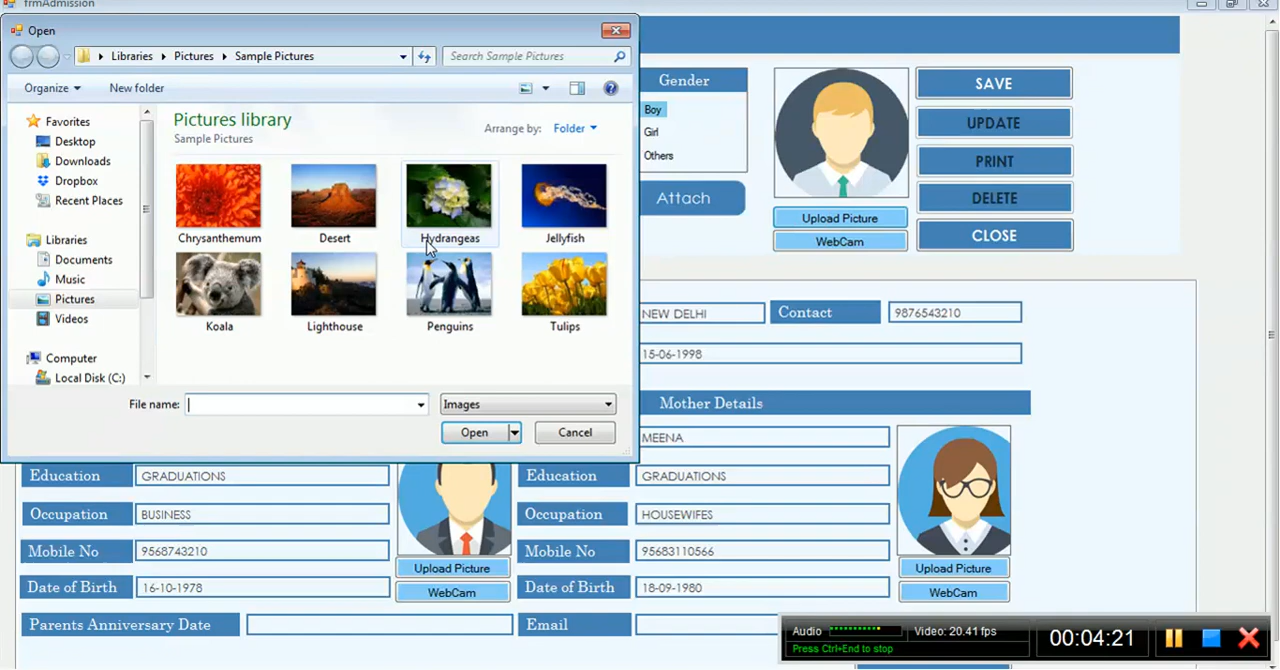 frmAdmission
Open
Libraries Pictures Sample Pictures Search Sample Pictures
Organize New folder
Favorites
Desktop
Downloads
Dropbox
Recent Places
Libraries
Documents
Music
Pictures
Videos
Computer
Local Disk (C:)
Pictures library
Sample Pictures
Arrange by: Folder
Chrysanthemum Desert Hydrangeas Jellyfish
Koala Lighthouse Penguins Tulips
File name: Images
Open Cancel
Gender
Boy
Girl
Others
Attach
Upload Picture
WebCam
SAVE
UPDATE
PRINT
DELETE
CLOSE
NEW DELHI Contact 9876543210
15-06-1998
Mother Details
MEENA
Education GRADUATIONS Education GRADUATIONS
Occupation BUSINESS Occupation HOUSEWIFES
Mobile No 9568743210 Mobile No 95683110566
Upload Picture Upload Picture
Date of Birth 16-10-1978 WebCam Date of Birth 18-09-1980 WebCam
Parents Anniversary Date Email
Audio Video: 20.41 fps
Press Ctrl+End to stop
00:04:21